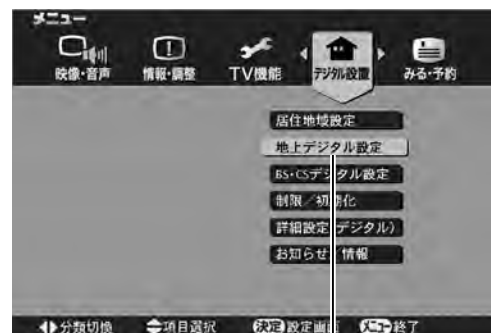 メニュー
映像・音声 情報・調整 TV機能 デジタル設置 みる・予約
居住地域設定
地上デジタル設定
BS・CSデジタル設定
制限／初期化
詳細設定(デジタル)
お知らせ／情報
分類切換 項目選択 決定 設定画面 メニュー 終了